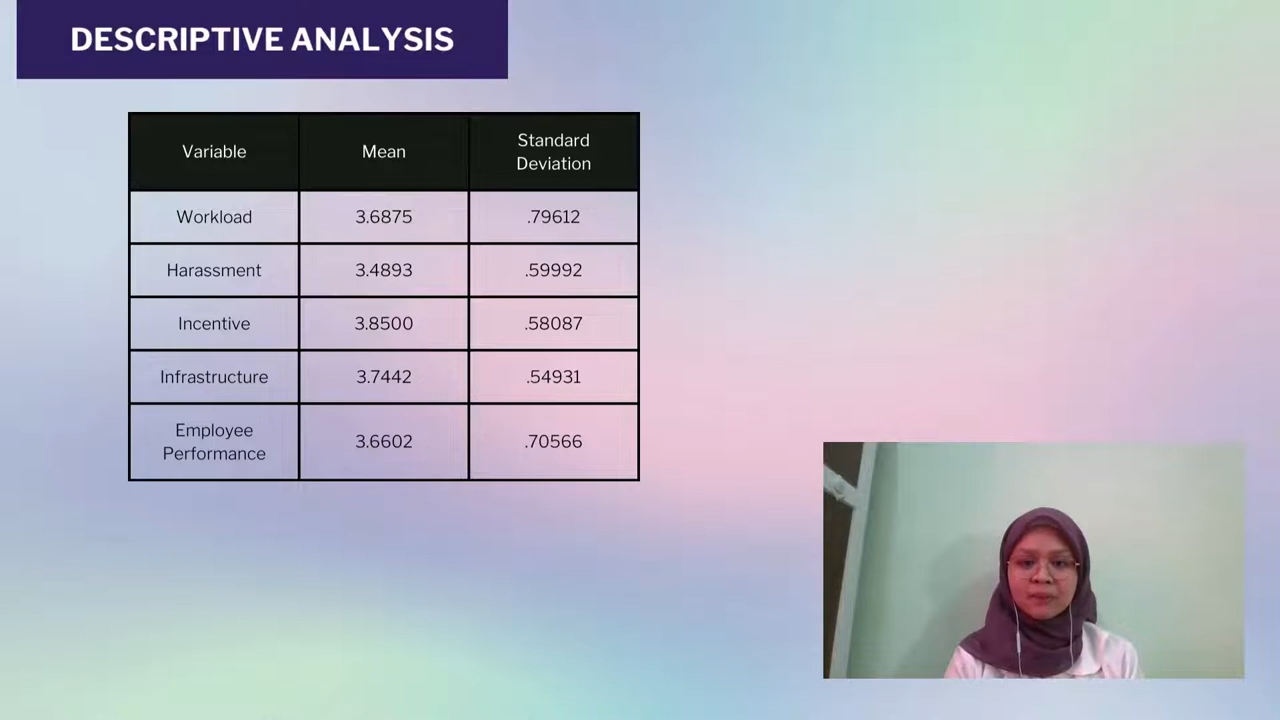 DESCRIPTIVE ANALYSIS
Variable Mean Standard Deviation
Workload 3.6875 .79612
Harassment 3.4893 .59992
Incentive 3.8500 .58087
Infrastructure 3.7442 .54931
Employee Performance 3.6602 .70566